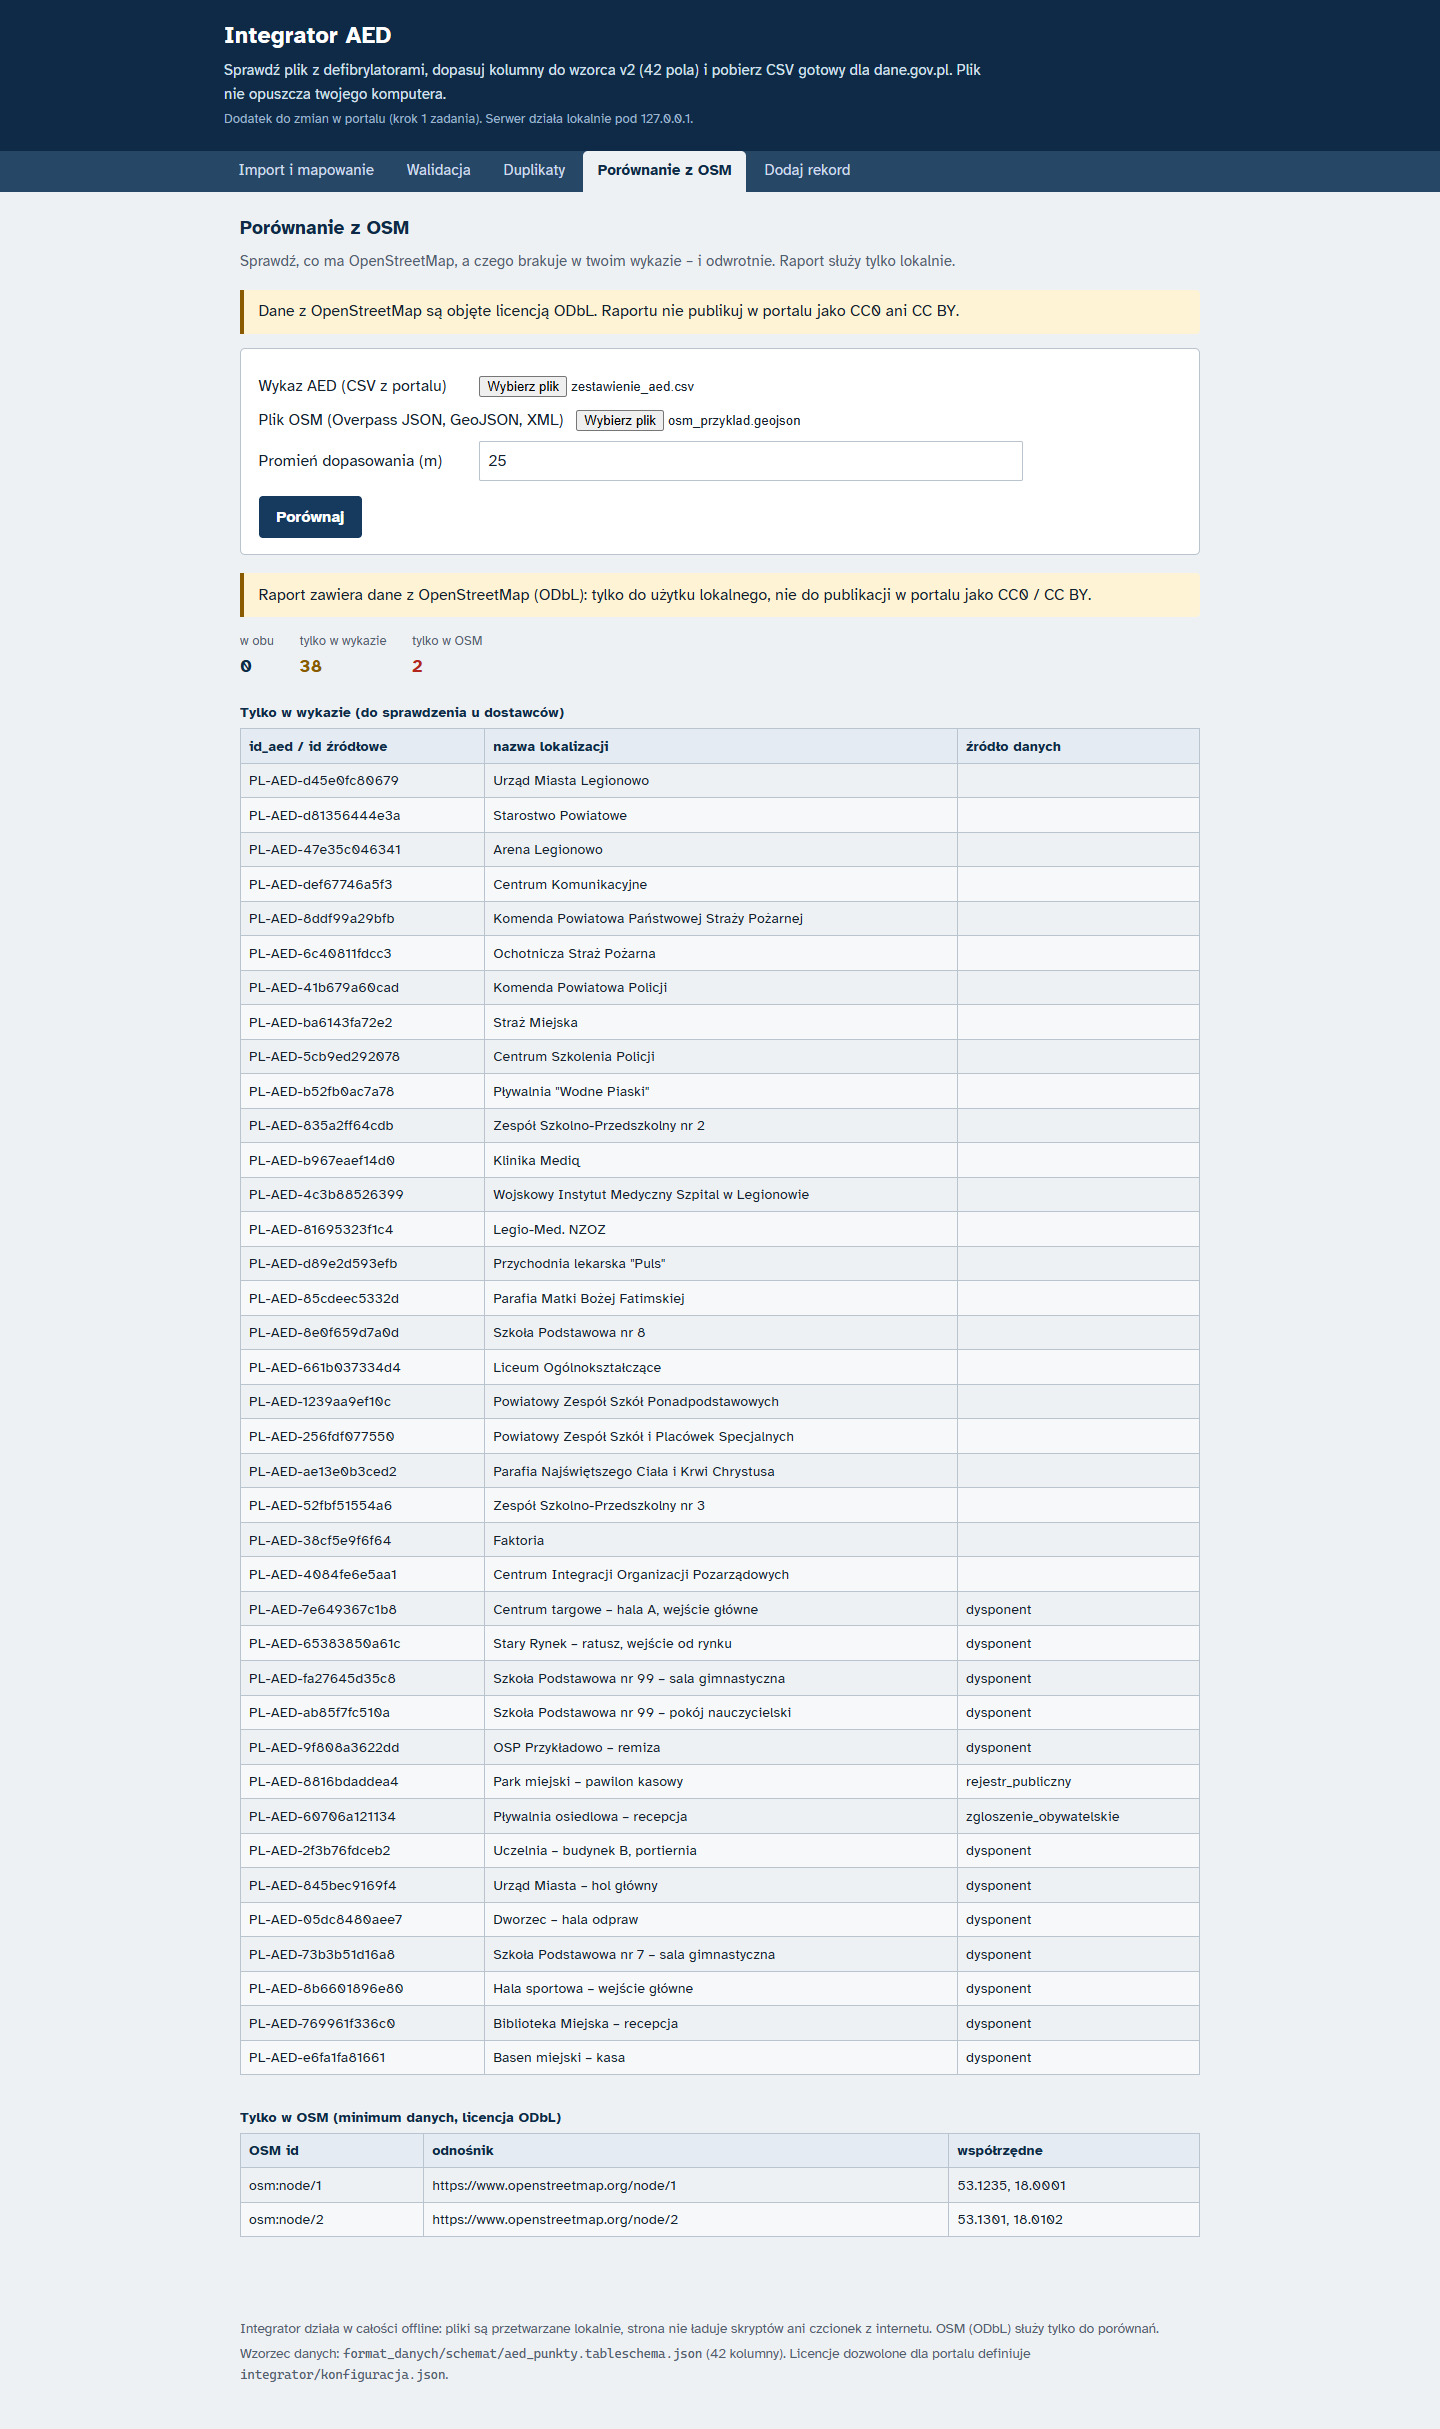 Integrator AED
Sprawdź plik z defibrylatorami, dopasuj kolumny do wzorca v2 (42 pola) i pobierz CSV gotowy dla dane.gov.pl. Plik
nie opuszcza twojego komputera.
Dodatek do zmian w portalu (krok 1 zadania). Serwer działa lokalnie pod 127.0.0.1.
Import i mapowanie Walidacja Duplikaty Porównanie z OSM Dodaj rekord
Porównanie z OSM
Sprawdź, co ma OpenStreetMap, a czego brakuje w twoim wykazie – i odwrotnie. Raport służy tylko lokalnie.
Dane z OpenStreetMap są objęte licencją ODbL. Raportu nie publikuj w portalu jako CC0 ani CC BY.
Wykaz AED (CSV z portalu) Wybierz plik zestawienie_aed.csv
Plik OSM (Overpass JSON, GeoJSON, XML) Wybierz plik osm_przyklad.geojson
Promień dopasowania (m) 25
Porównaj
Raport zawiera dane z OpenStreetMap (ODbL): tylko do użytku lokalnego, nie do publikacji w portalu jako CC0 / CC BY.
w obu tylko w wykazie tylko w OSM
0 38 2
Tylko w wykazie (do sprawdzenia u dostawców)
id_aed / id źródłowe nazwa lokalizacji źródło danych
PL-AED-d45e0fc80679 Urząd Miasta Legionowo
PL-AED-d81356444e3a Starostwo Powiatowe
PL-AED-47e35c046341 Arena Legionowo
PL-AED-def67746a5f3 Centrum Komunikacyjne
PL-AED-8ddf99a29bfb Komenda Powiatowa Państwowej Straży Pożarnej
PL-AED-6c40811fdcc3 Ochotnicza Straż Pożarna
PL-AED-41b679a60cad Komenda Powiatowa Policji
PL-AED-ba6143fa72e2 Straż Miejska
PL-AED-5cb9ed292078 Centrum Szkolenia Policji
PL-AED-b52fb0ac7a78 Pływalnia "Wodne Piaski"
PL-AED-835a2ff64cdb Zespół Szkolno-Przedszkolny nr 2
PL-AED-b967eaef14d0 Klinika Mediq
PL-AED-4c3b88526399 Wojskowy Instytut Medyczny Szpital w Legionowie
PL-AED-81695323f1c4 Legio-Med. NZOZ
PL-AED-d89e2d593efb Przychodnia lekarska "Puls"
PL-AED-85cdeec5332d Parafia Matki Bożej Fatimskiej
PL-AED-8e0f659d7a0d Szkoła Podstawowa nr 8
PL-AED-661b037334d4 Liceum Ogólnokształczące
PL-AED-1239aa9ef10c Powiatowy Zespół Szkół Ponadpodstawowych
PL-AED-256fdf077550 Powiatowy Zespół Szkół i Placówek Specjalnych
PL-AED-ae13e0b3ced2 Parafia Najświętszego Ciała i Krwi Chrystusa
PL-AED-52fbf51554a6 Zespół Szkolno-Przedszkolny nr 3
PL-AED-38cf5e9f6f64 Faktoria
PL-AED-4084fe6e5aa1 Centrum Integracji Organizacji Pozarządowych
PL-AED-7e649367c1b8 Centrum targowe – hala A, wejście główne dysponent
PL-AED-65383850a61c Stary Rynek – ratusz, wejście od rynku dysponent
PL-AED-fa27645d35c8 Szkoła Podstawowa nr 99 – sala gimnastyczna dysponent
PL-AED-ab85f7fc510a Szkoła Podstawowa nr 99 – pokój nauczycielski dysponent
PL-AED-9f808a3622dd OSP Przykładowo – remiza dysponent
PL-AED-8816bdaddea4 Park miejski – pawilon kasowy rejestr_publiczny
PL-AED-60706a121134 Pływalnia osiedlowa – recepcja zgloszenie_obywatelskie
PL-AED-2f3b76fdceb2 Uczelnia – budynek B, portiernia dysponent
PL-AED-845bec9169f4 Urząd Miasta – hol główny dysponent
PL-AED-05dc8480aee7 Dworzec – hala odpraw dysponent
PL-AED-73b3b51d16a8 Szkoła Podstawowa nr 7 – sala gimnastyczna dysponent
PL-AED-8b6601896e80 Hala sportowa – wejście główne dysponent
PL-AED-769961f336c0 Biblioteka Miejska – recepcja dysponent
PL-AED-e6fa1fa81661 Basen miejski – kasa dysponent
Tylko w OSM (minimum danych, licencja ODbL)
OSM id odnośnik współrzędne
osm:node/1 https://www.openstreetmap.org/node/1 53.1235, 18.0001
osm:node/2 https://www.openstreetmap.org/node/2 53.1301, 18.0102
Integrator działa w całości offline: pliki są przetwarzane lokalnie, strona nie ładuje skryptów ani czcionek z internetu. OSM (ODbL) służy tylko do porównań.
Wzorzec danych: format_danych/schemat/aed_punkty.tableschema.json (42 kolumny). Licencje dozwolone dla portalu definiuje
integrator/konfiguracja.json.